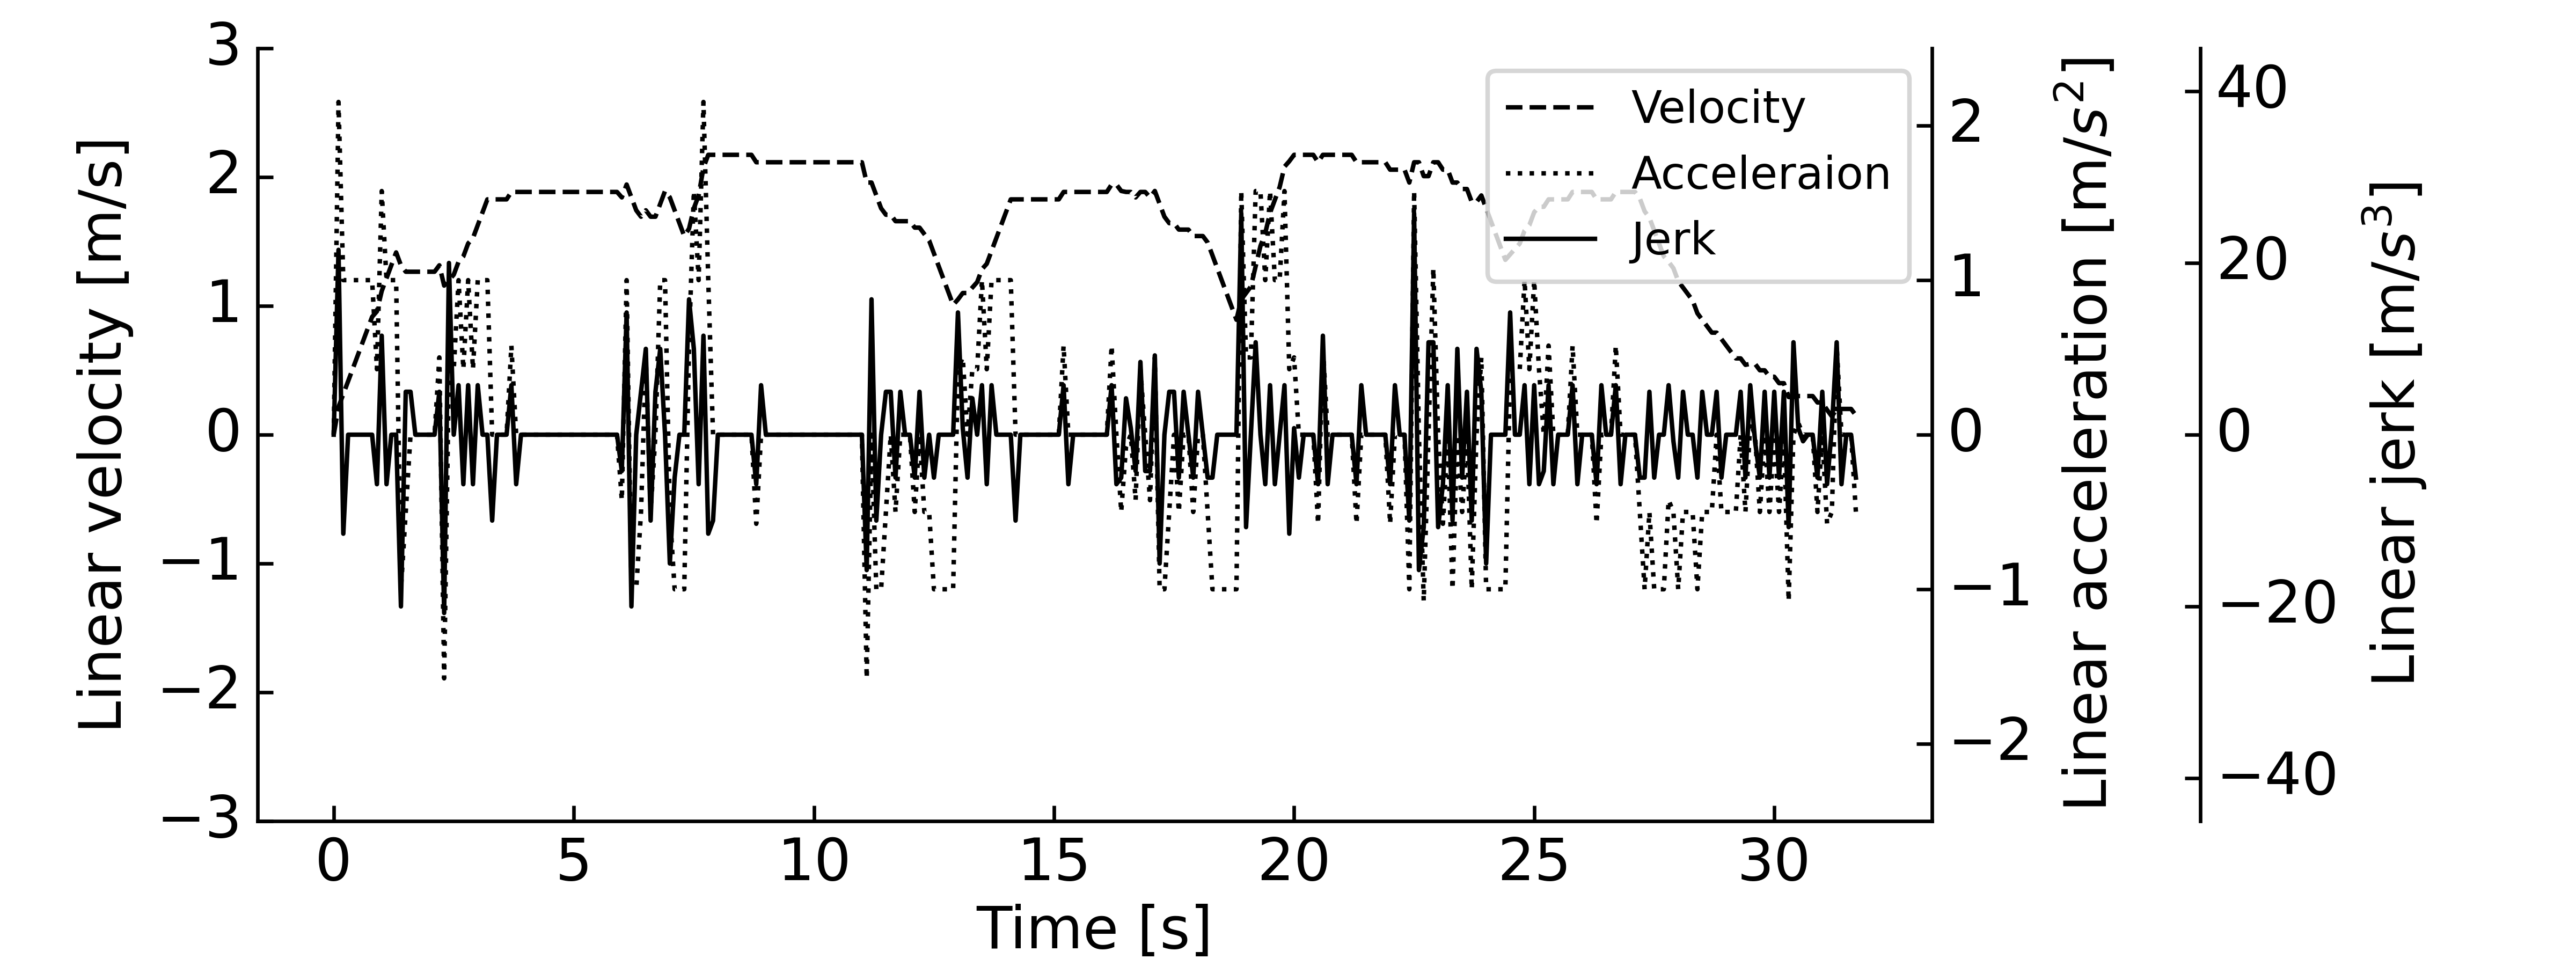 Linear velocity [m/s]
3
2
1
0
−1
−2
−3
0 5 10 15 20 25 30
Time [s]
Velocity
Acceleraion
Jerk
2
1
0
−1
−2
Linear acceleration [m/s²]
40
20
0
−20
−40
Linear jerk [m/s³]